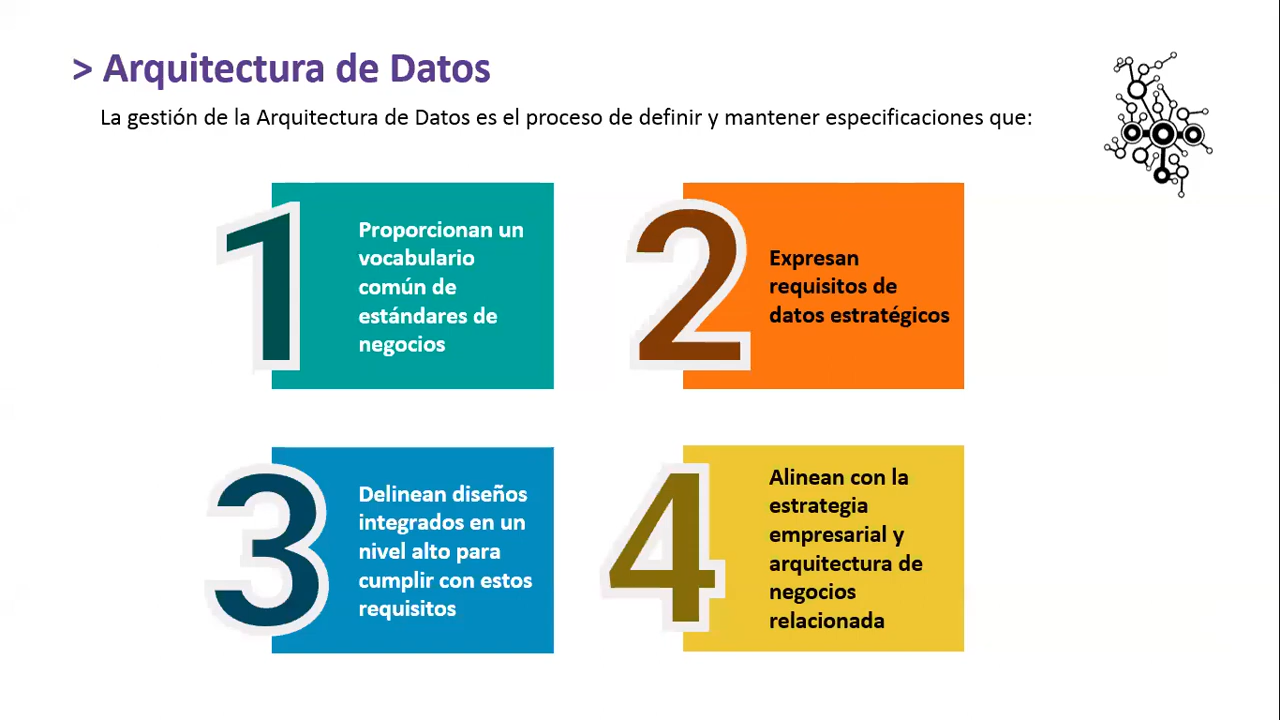 > Arquitectura de Datos
La gestión de la Arquitectura de Datos es el proceso de definir y mantener especificaciones que:
1
Proporcionan un
vocabulario
común de
estándares de
negocios
2
Expresan
requisitos de
datos estratégicos
3
Delinean diseños
integrados en un
nivel alto para
cumplir con estos
requisitos
4
Alinean con la
estrategia
empresarial y
arquitectura de
negocios
relacionada